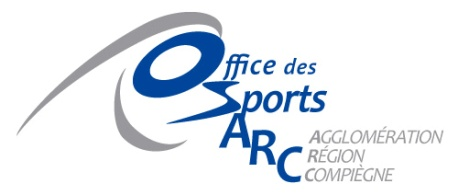 Office des
Sports
ARC
AGGLOMÉRATION
RÉGION
COMPIÈGNE